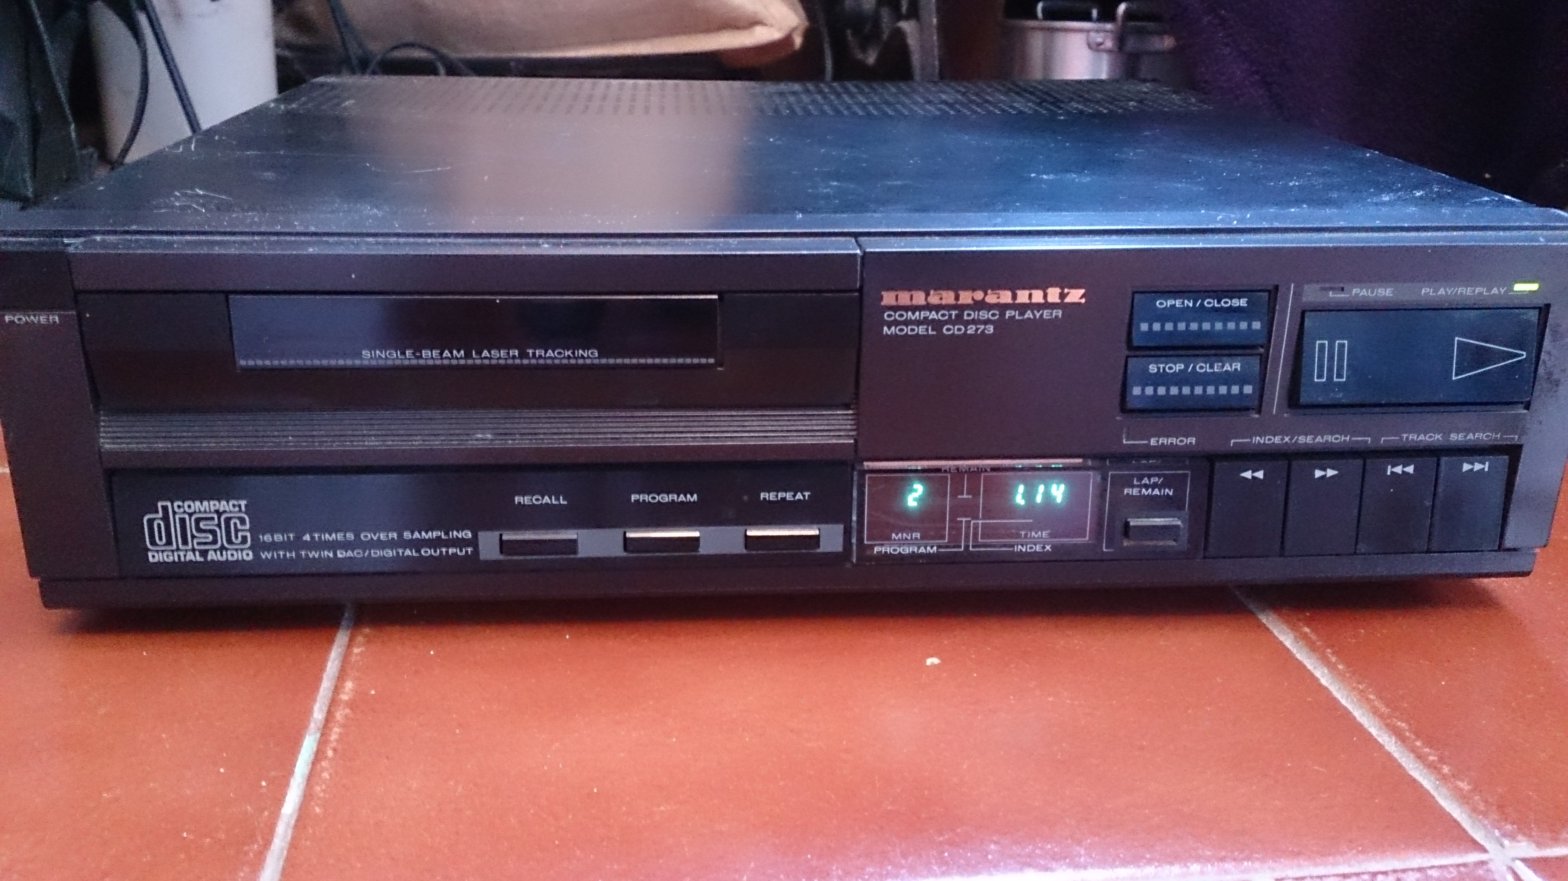 POWER
SINGLE-BEAM LASER TRACKING
marantz
COMPACT DISC PLAYER
MODEL CD273
OPEN/CLOSE
STOP/CLEAR
PAUSE
PLAY/REPLAY
ERROR
INDEX/SEARCH
TRACK SEARCH
COMPACT
disc
DIGITAL AUDIO
16BIT 4TIMES OVER SAMPLING
WITH TWIN DAC/DIGITAL OUTPUT
RECALL
PROGRAM
REPEAT
REMAIN
2
1.14
MNR
TIME
PROGRAM
INDEX
LAP/
REMAIN